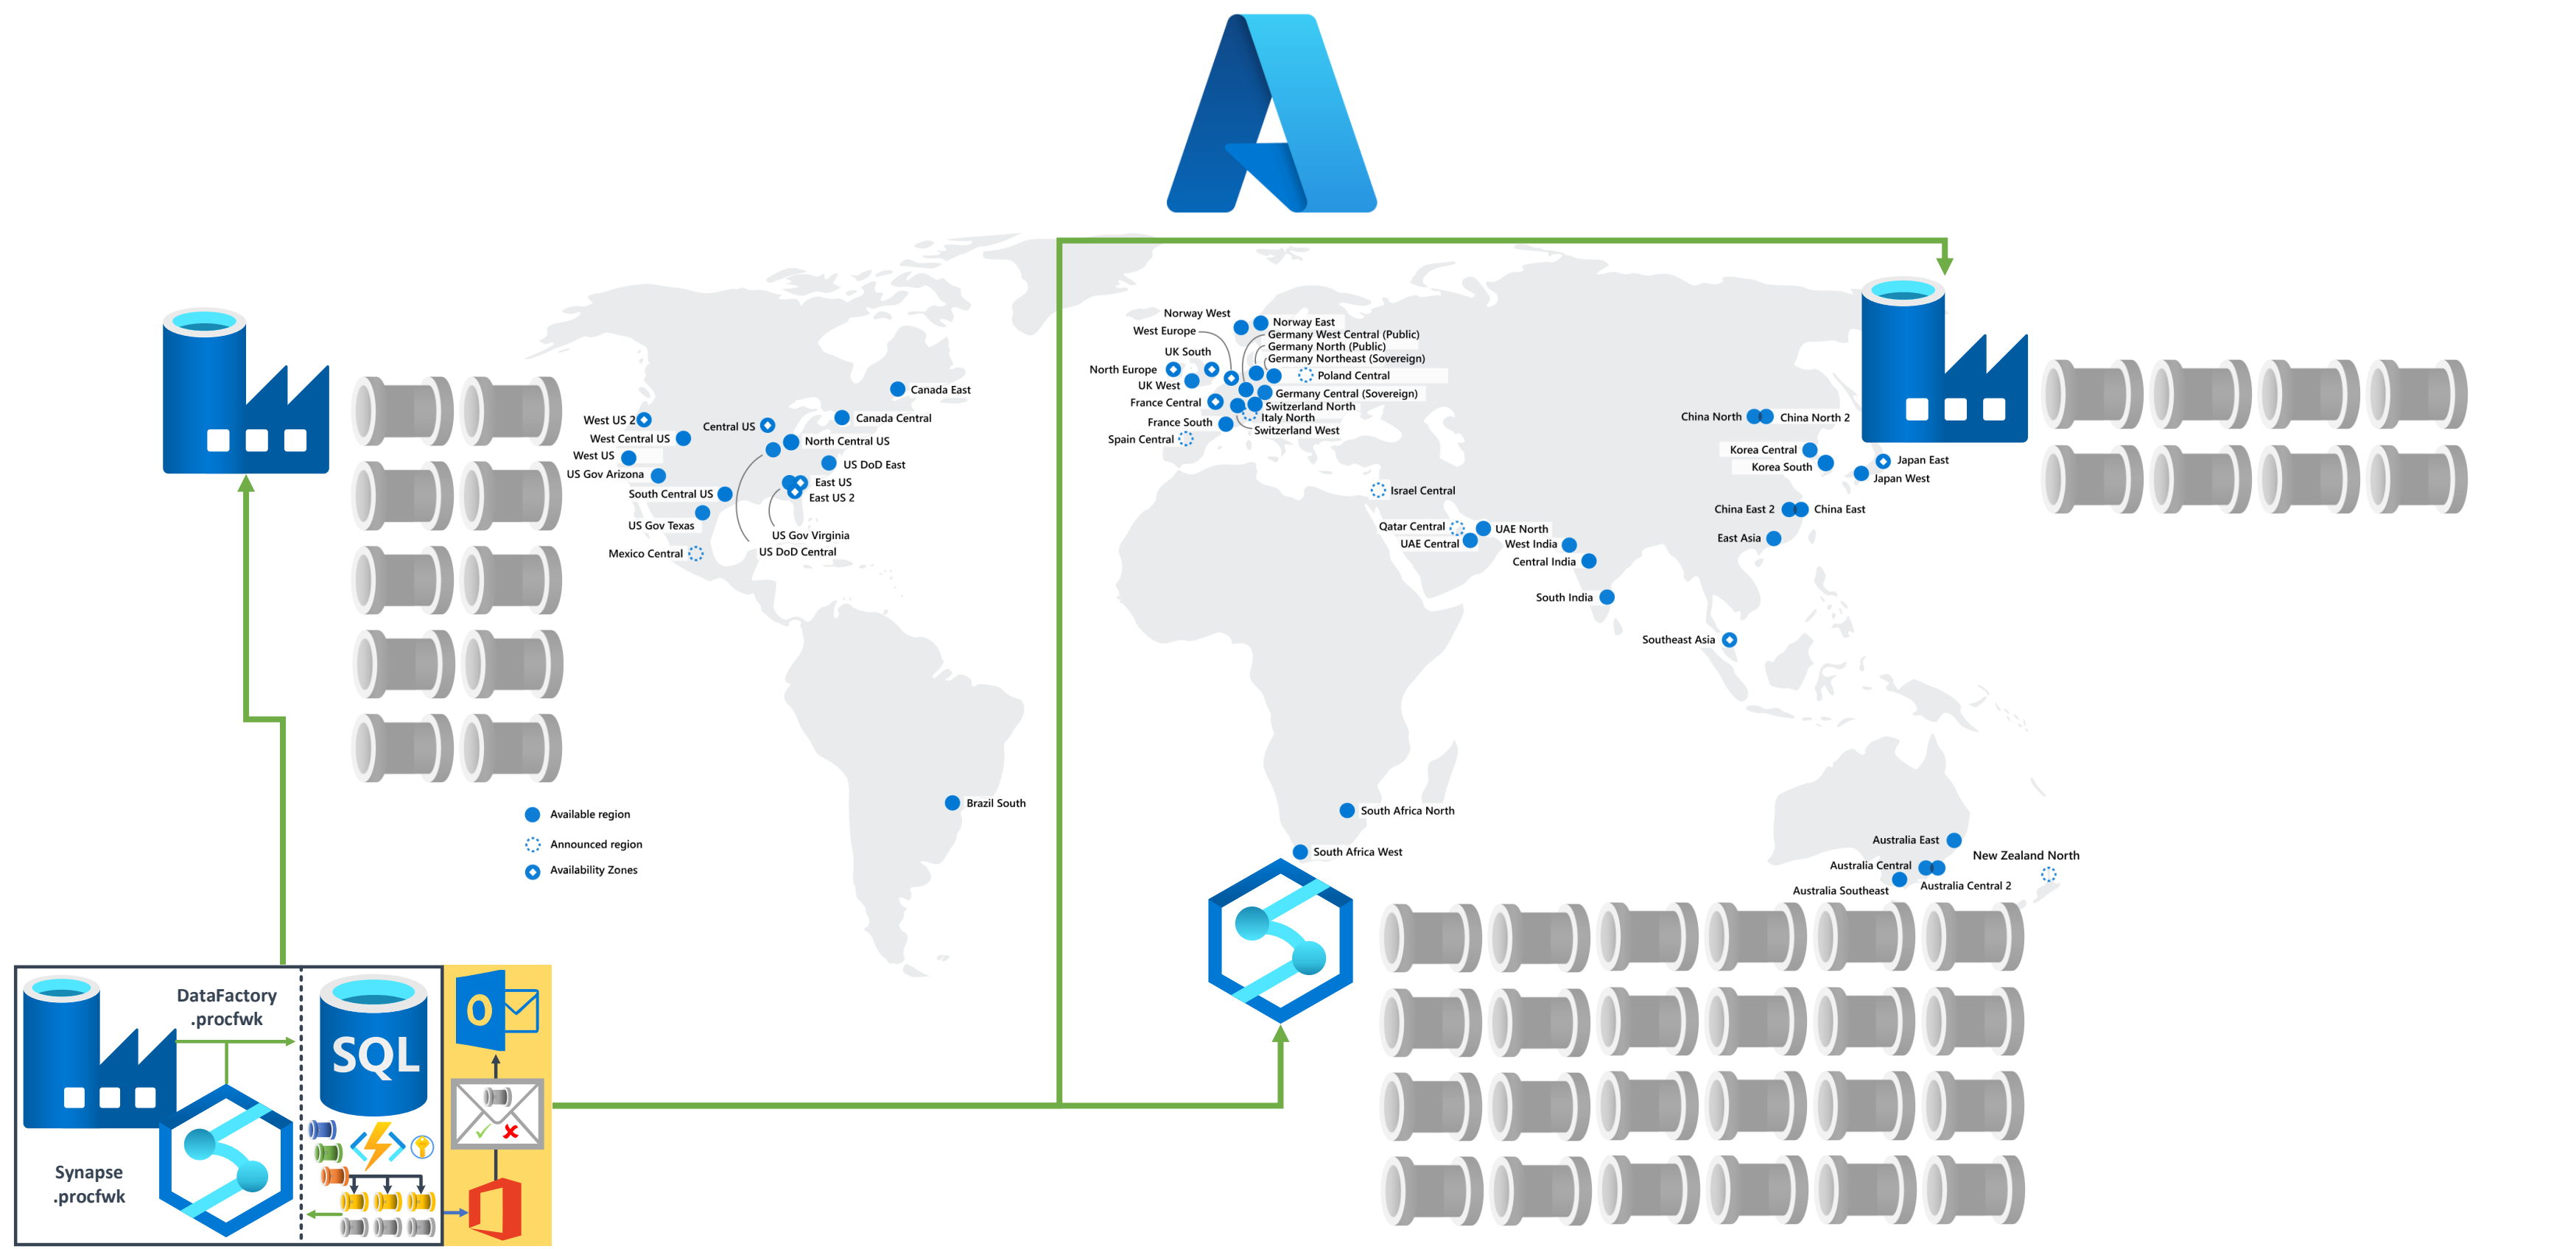 Norway West
Norway East
West Europe
Germany West Central (Public)
Germany North (Public)
UK South
Germany Northeast (Sovereign)
North Europe
Poland Central
UK West
Germany Central (Sovereign)
France Central
Switzerland North
Italy North
France South
Switzerland West
Spain Central
Canada East
Canada Central
West US 2
Central US
West Central US
North Central US
West US
US DoD East
US Gov Arizona
East US
South Central US
East US 2
US Gov Texas
US Gov Virginia
Mexico Central
US DoD Central
China North
China North 2
Korea Central
Korea South
Japan East
Japan West
Israel Central
China East 2
China East
Qatar Central
UAE North
UAE Central
West India
East Asia
Central India
South India
Southeast Asia
Brazil South
South Africa North
South Africa West
Available region
Announced region
Availability Zones
Australia East
New Zealand North
Australia Central
Australia Central 2
Australia Southeast
DataFactory
.procfwk
SQL
Synapse
.procfwk